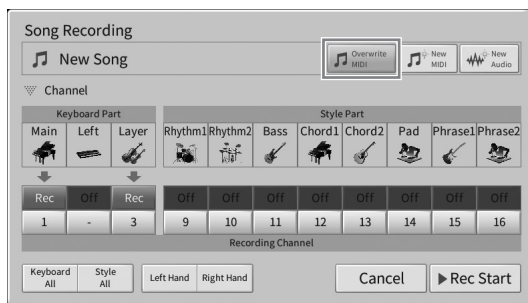 Song Recording
New Song
Overwrite
MIDI
New
MIDI
New
Audio
Channel
Keyboard Part
Style Part
Main Left Layer Rhythm1 Rhythm2 Bass Chord1 Chord2 Pad Phrase1 Phrase2
Rec Off Rec Off Off Off Off Off Off Off Off
1 - 3 9 10 11 12 13 14 15 16
Recording Channel
Keyboard
All
Style
All
Left Hand Right Hand
Cancel
Rec Start